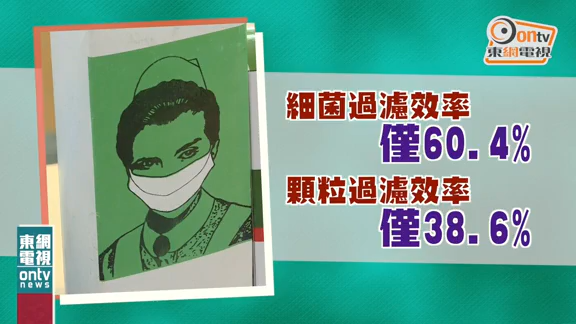 ontv
東網電視
細菌過濾效率
僅60.4%
顆粒過濾效率
僅38.6%
東網
電視
ontv
news